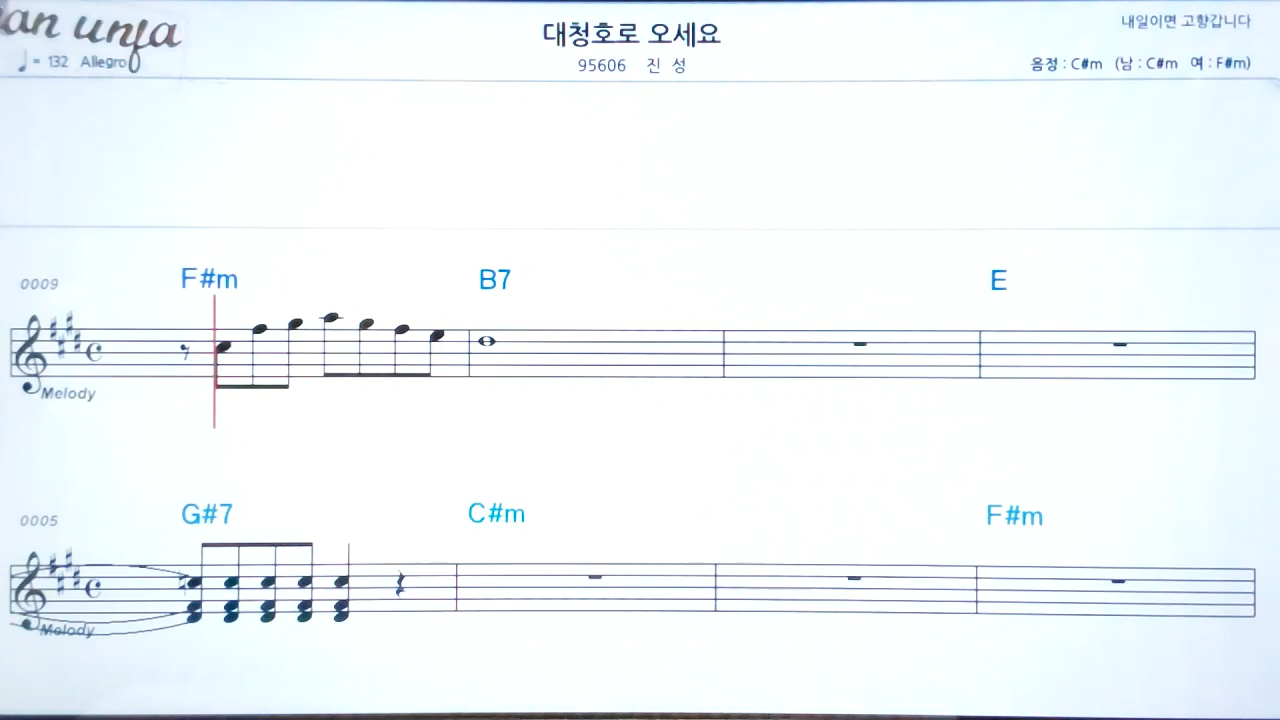 대청호로 오세요
내일이면 고향갑니다
♩= 132 Allegro
95606 진 성
음정 : C#m (남 : C#m 여 : F#m)
0009
F#m B7 E
Melody
0005
G#7 C#m F#m
Melody